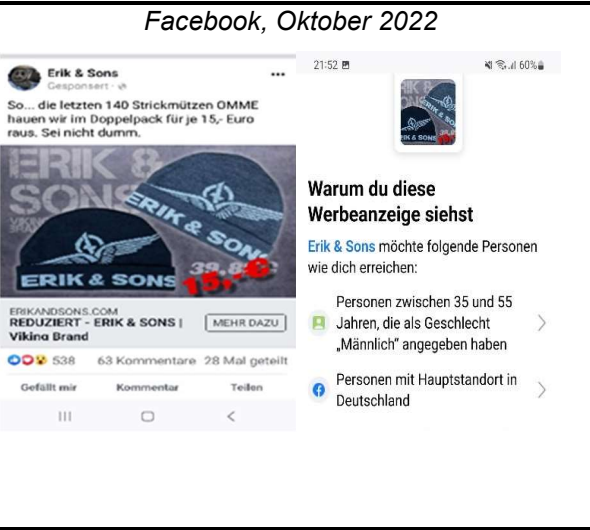 Facebook, Oktober 2022
Erik & Sons
Gesponsert
So... die letzten 140 Strickmützen OMME
hauen wir im Doppelpack für je 15,- Euro
raus. Sei nicht dumm.
ERIK &
SONS
VIKING
ERIK & SONS
ERIK & SONS
39,8
15,-€
ERIKANDSONS.COM
REDUZIERT - ERIK & SONS |
Viking Brand
MEHR DAZU
538 63 Kommentare 28 Mal geteilt
Gefällt mir Kommentar Teilen
21:52 60%
Warum du diese
Werbeanzeige siehst
Erik & Sons möchte folgende Personen
wie dich erreichen:
Personen zwischen 35 und 55
Jahren, die als Geschlecht
„Männlich“ angegeben haben
Personen mit Hauptstandort in
Deutschland